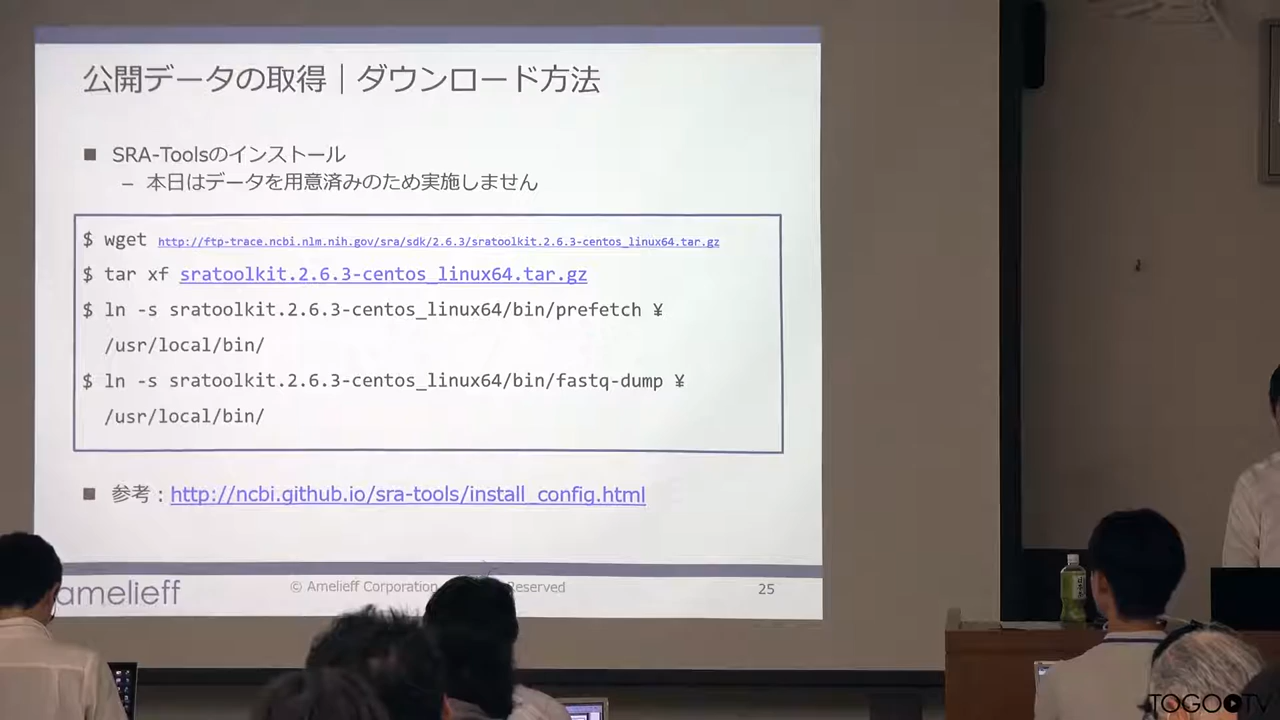 公開データの取得｜ダウンロード方法
■ SRA-Toolsのインストール
– 本日はデータを用意済みのため実施しません
$ wget http://ftp-trace.ncbi.nlm.nih.gov/sra/sdk/2.6.3/sratoolkit.2.6.3-centos_linux64.tar.gz
$ tar xf sratoolkit.2.6.3-centos_linux64.tar.gz
$ ln -s sratoolkit.2.6.3-centos_linux64/bin/prefetch ¥
/usr/local/bin/
$ ln -s sratoolkit.2.6.3-centos_linux64/bin/fastq-dump ¥
/usr/local/bin/
■ 参考：http://ncbi.github.io/sra-tools/install_config.html
amelieff
© Amelieff Corporation Reserved
25
TOGOTV